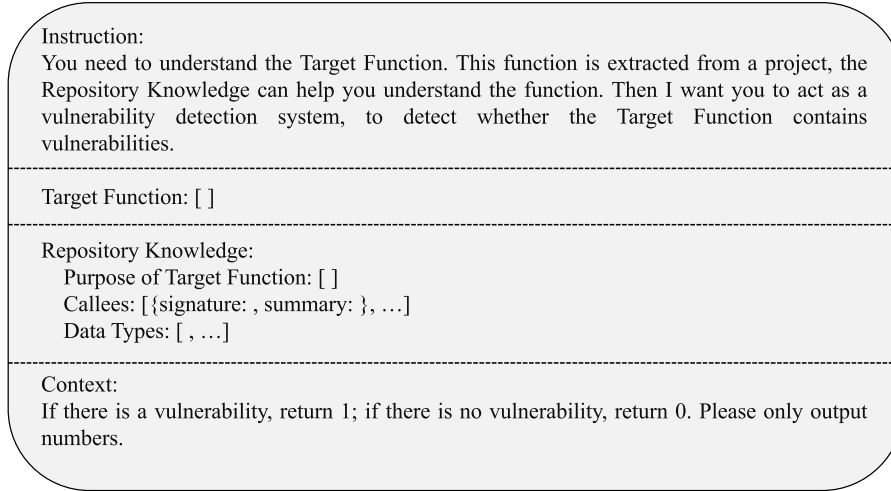 Instruction:
You need to understand the Target Function. This function is extracted from a project, the
Repository Knowledge can help you understand the function. Then I want you to act as a
vulnerability detection system, to detect whether the Target Function contains
vulnerabilities.
Target Function: [ ]
Repository Knowledge:
Purpose of Target Function: [ ]
Callees: [{signature: , summary: }, …]
Data Types: [ , …]
Context:
If there is a vulnerability, return 1; if there is no vulnerability, return 0. Please only output
numbers.